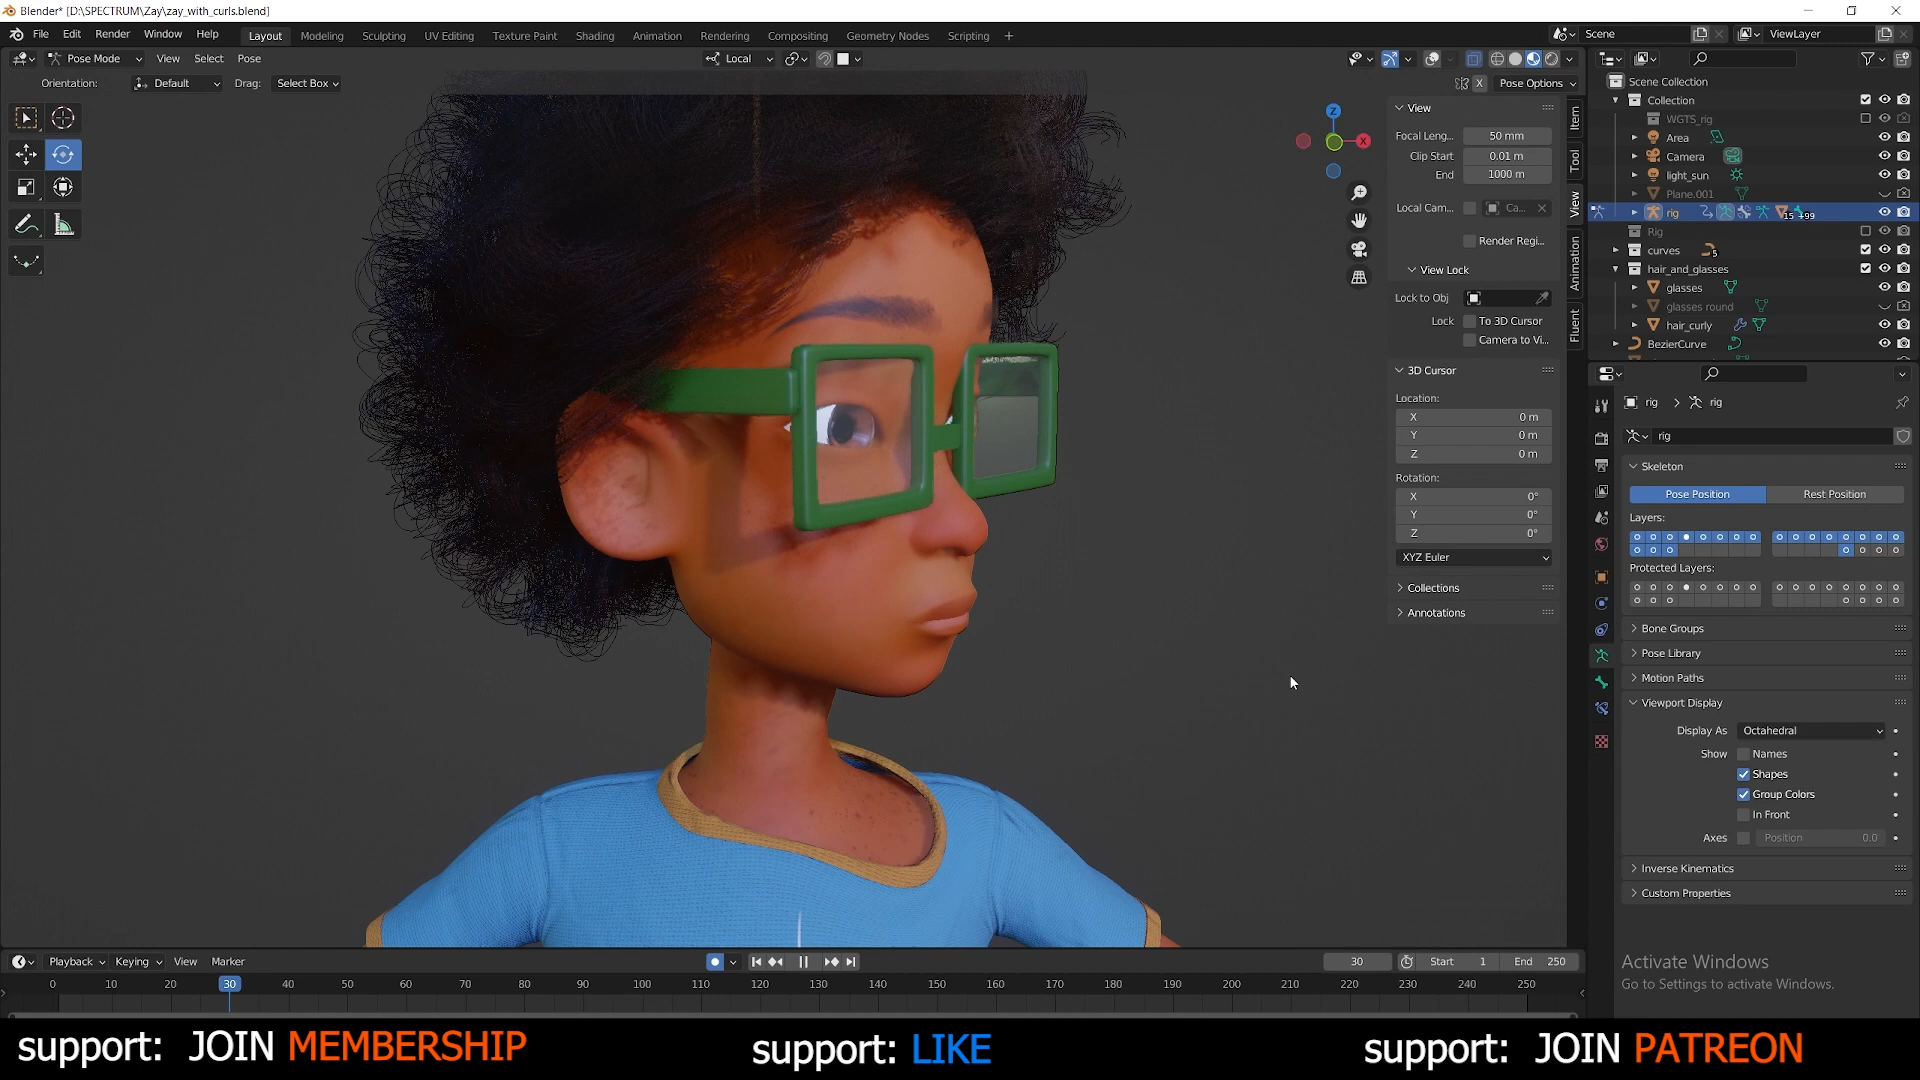 Blender* [D:\SPECTRUM\Zay\zay_with_curls.blend]
File Edit Render Window Help Layout Modeling Sculpting UV Editing Texture Paint Shading Animation Rendering Compositing Geometry Nodes Scripting + Scene ViewLayer
Pose Mode View Select Pose Local
Orientation: Default Drag: Select Box X Pose Options
View
Focal Leng... 50 mm
Clip Start 0.01 m
End 1000 m
Local Cam... Ca...
Render Regi...
View Lock
Lock to Obj
Lock To 3D Cursor
Camera to Vi...
3D Cursor
Location:
X 0 m
Y 0 m
Z 0 m
Rotation:
X 0°
Y 0°
Z 0°
XYZ Euler
Collections
Annotations
Item
Tool
View
Animation
Fluent
Z
X
Scene Collection
Collection
WGTS_rig
Area
Camera
light_sun
Plane.001
rig 15 +99
Rig
curves 5
hair_and_glasses
glasses
glasses round
hair_curly
BezierCurve
rig > rig
rig
Skeleton
Pose Position Rest Position
Layers:
Protected Layers:
Bone Groups
Pose Library
Motion Paths
Viewport Display
Display As Octahedral
Show Names
Shapes
Group Colors
In Front
Axes Position 0.0
Inverse Kinematics
Custom Properties
Activate Windows
Go to Settings to activate Windows.
Playback Keying View Marker 30 Start 1 End 250
0 10 20 30 40 50 60 70 80 90 100 110 120 130 140 150 160 170 180 190 200 210 220 230 240 250
support: JOIN MEMBERSHIP support: LIKE support: JOIN PATREON